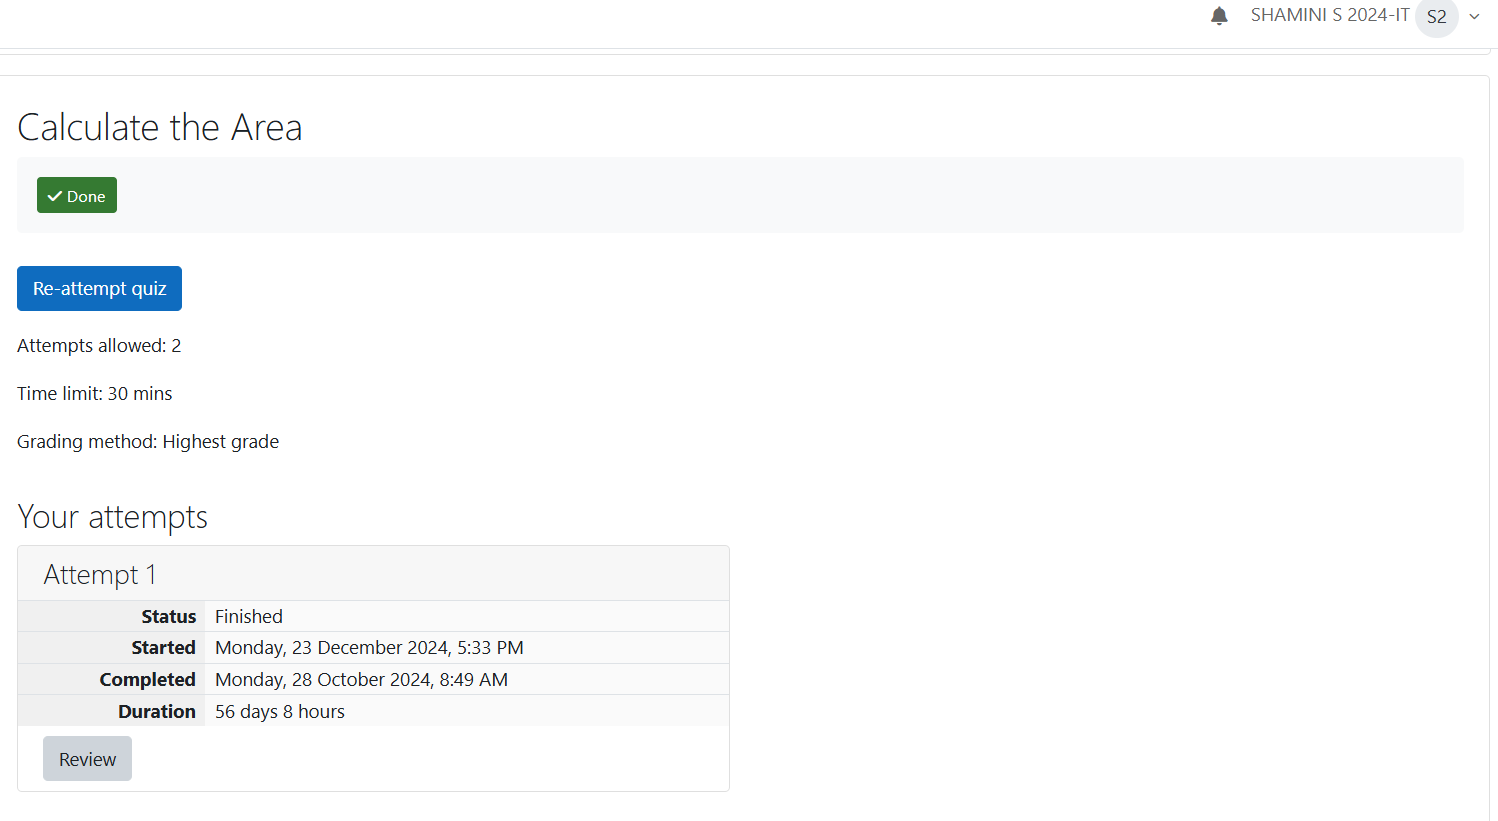 SHAMINI S 2024-IT S2
Calculate the Area
Done
Re-attempt quiz
Attempts allowed: 2
Time limit: 30 mins
Grading method: Highest grade
Your attempts
Attempt 1
Status Finished
Started Monday, 23 December 2024, 5:33 PM
Completed Monday, 28 October 2024, 8:49 AM
Duration 56 days 8 hours
Review